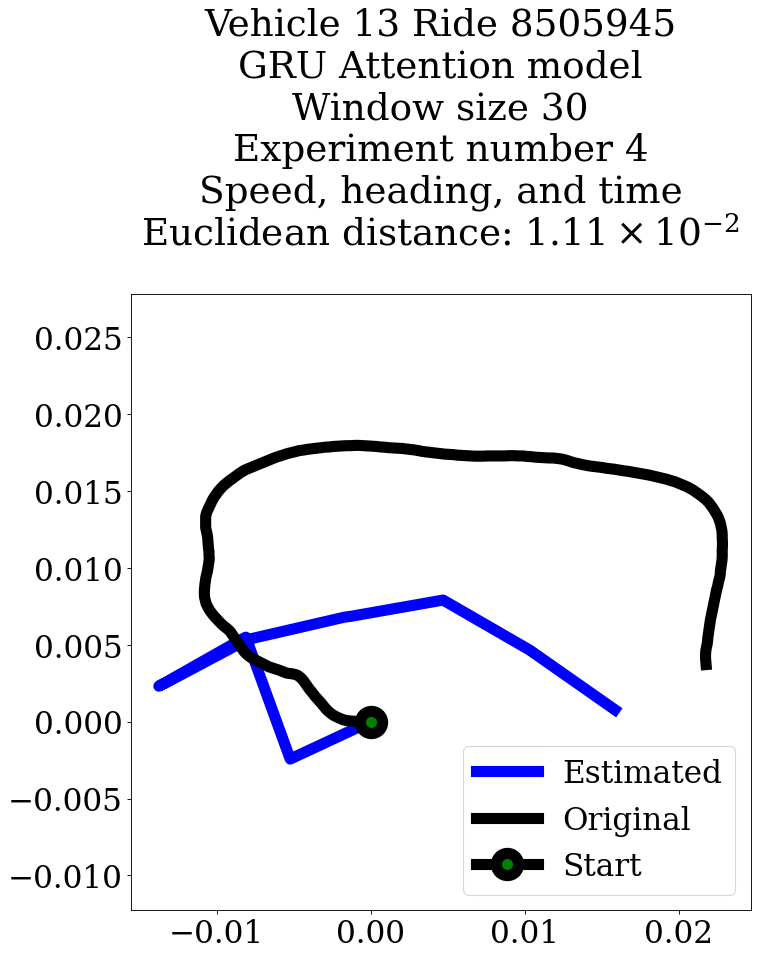 Vehicle 13 Ride 8505945
GRU Attention model
Window size 30
Experiment number 4
Speed, heading, and time
Euclidean distance: 1.11 × 10⁻²
0.025
0.020
0.015
0.010
0.005
0.000
−0.005
−0.010
−0.01 0.00 0.01 0.02
Estimated
Original
Start